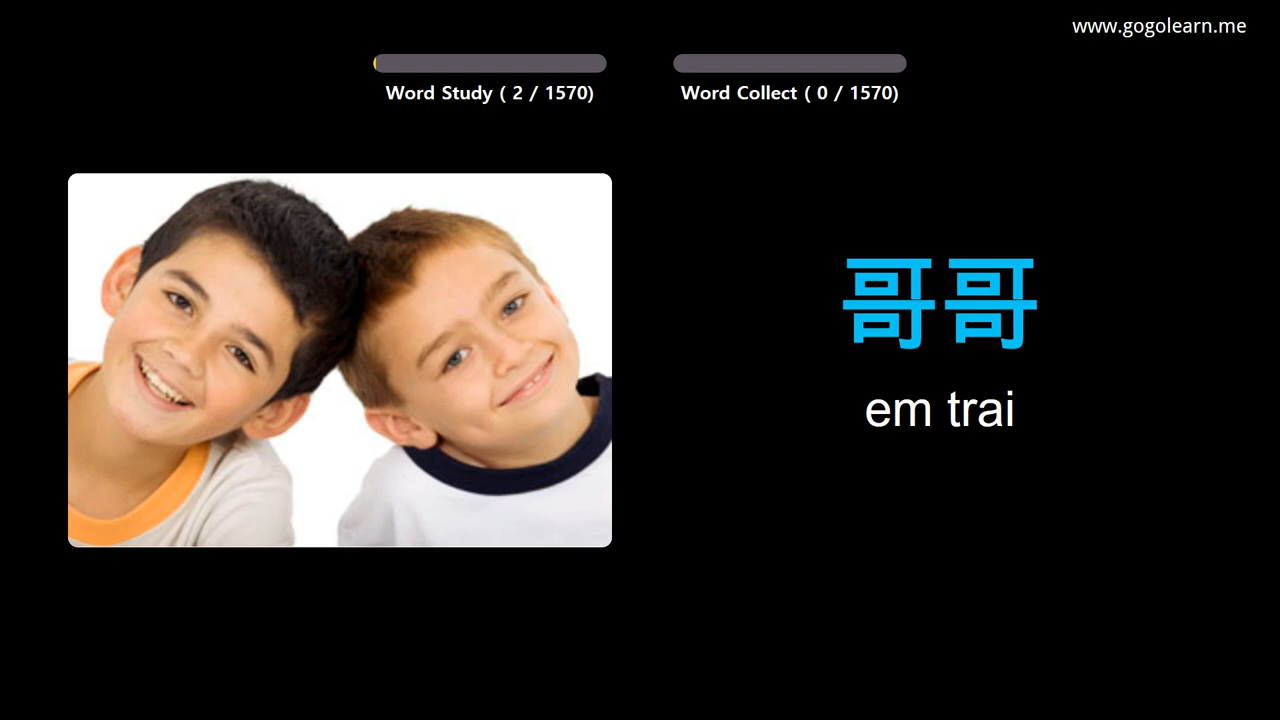 www.gogolearn.me
Word Study ( 2 / 1570)
Word Collect ( 0 / 1570)
哥哥
em trai